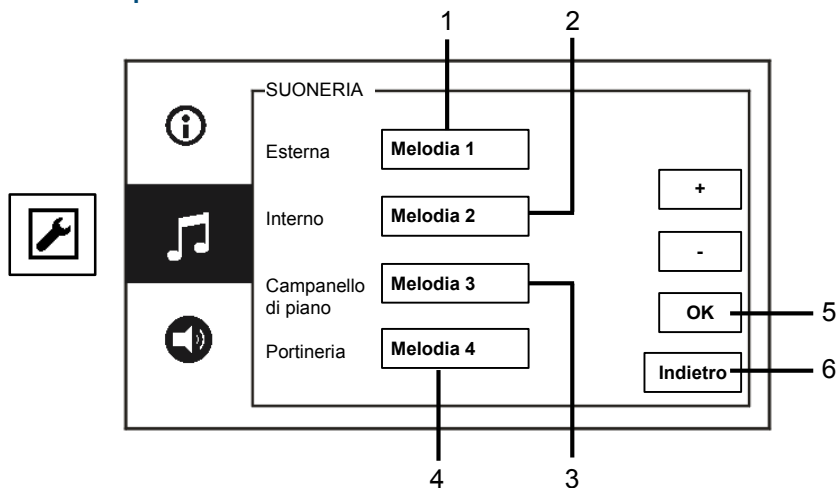 1
2
SUONERIA
Esterna
Melodia 1
Interno
Melodia 2
+
-
Campanello
di piano
Melodia 3
OK
5
Portineria
Melodia 4
Indietro
6
4
3